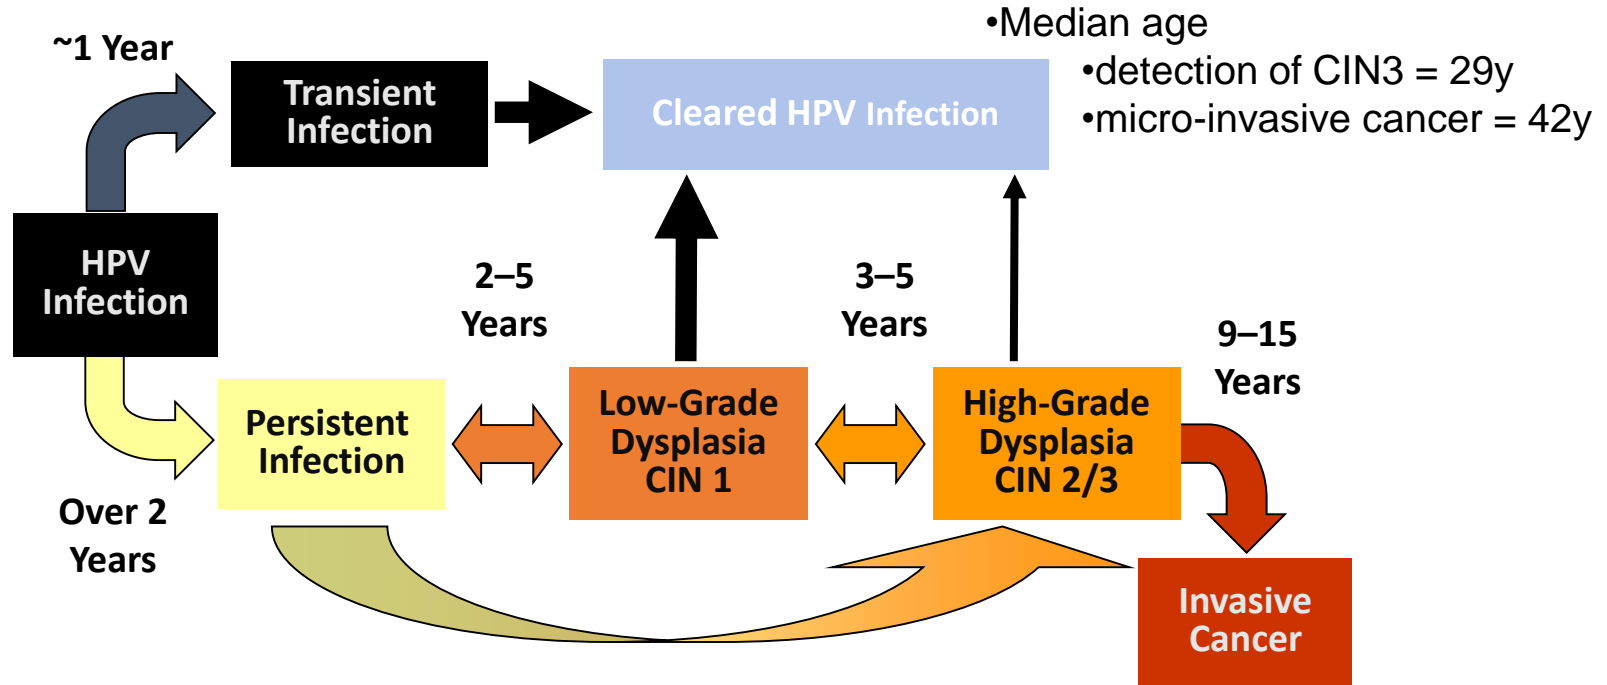 ~1 Year
Transient
Infection
Cleared HPV Infection
•Median age
•detection of CIN3 = 29y
•micro-invasive cancer = 42y
HPV
Infection
2–5
Years
3–5
Years
9–15
Years
Persistent
Infection
Low-Grade
Dysplasia
CIN 1
High-Grade
Dysplasia
CIN 2/3
Over 2
Years
Invasive
Cancer